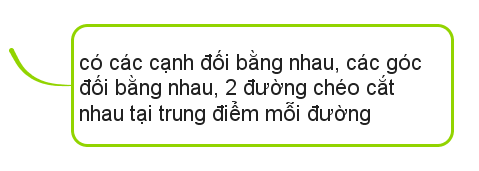 có các cạnh đối bằng nhau, các góc
đối bằng nhau, 2 đường chéo cắt
nhau tại trung điểm mỗi đường